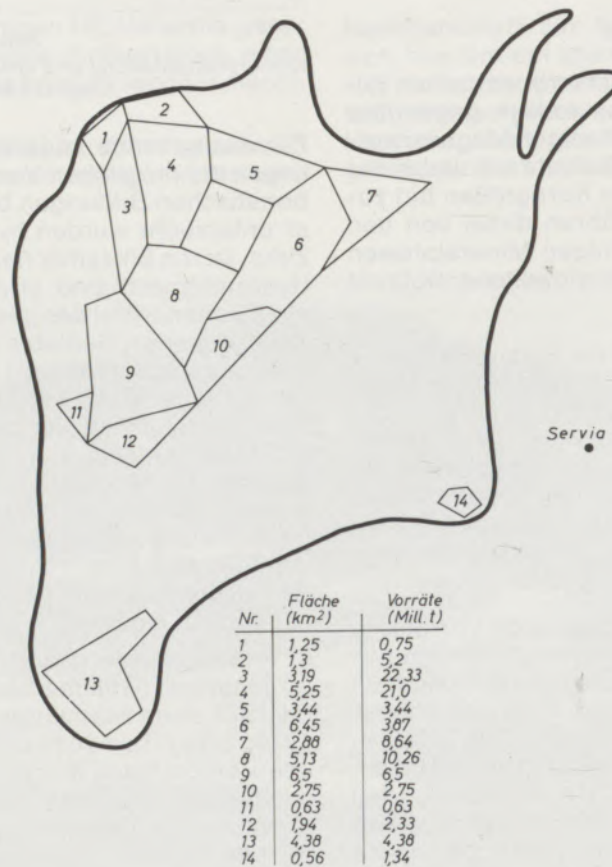 1
2
3
4
5
6
7
8
9
10
11
12
Servia
14
13
Nr. Fläche (km²) Vorräte (Mill. t)
1 1,25 0,75
2 1,3 5,2
3 3,19 22,33
4 5,25 21,0
5 3,44 3,44
6 6,45 3,87
7 2,88 8,64
8 5,13 10,26
9 6,5 6,5
10 2,75 2,75
11 0,63 0,63
12 1,94 2,33
13 4,38 4,38
14 0,56 1,34